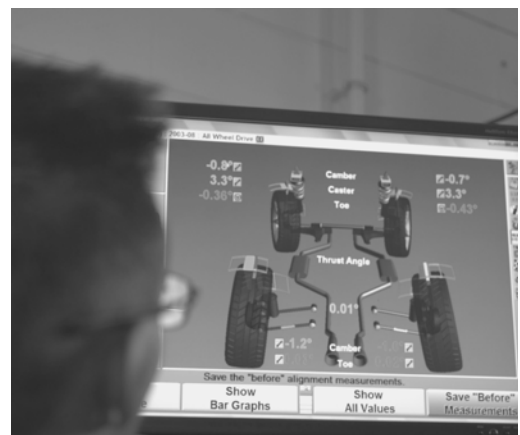 2003-08 All Wheel Drive
-0.8° Camber -0.7°
3.3° Caster 3.3°
-0.36° Toe -0.43°
Thrust Angle
0.01°
-1.2° Camber
Toe
Save the "before" alignment measurements.
Show Show Save "Before"
Bar Graphs All Values Measurements